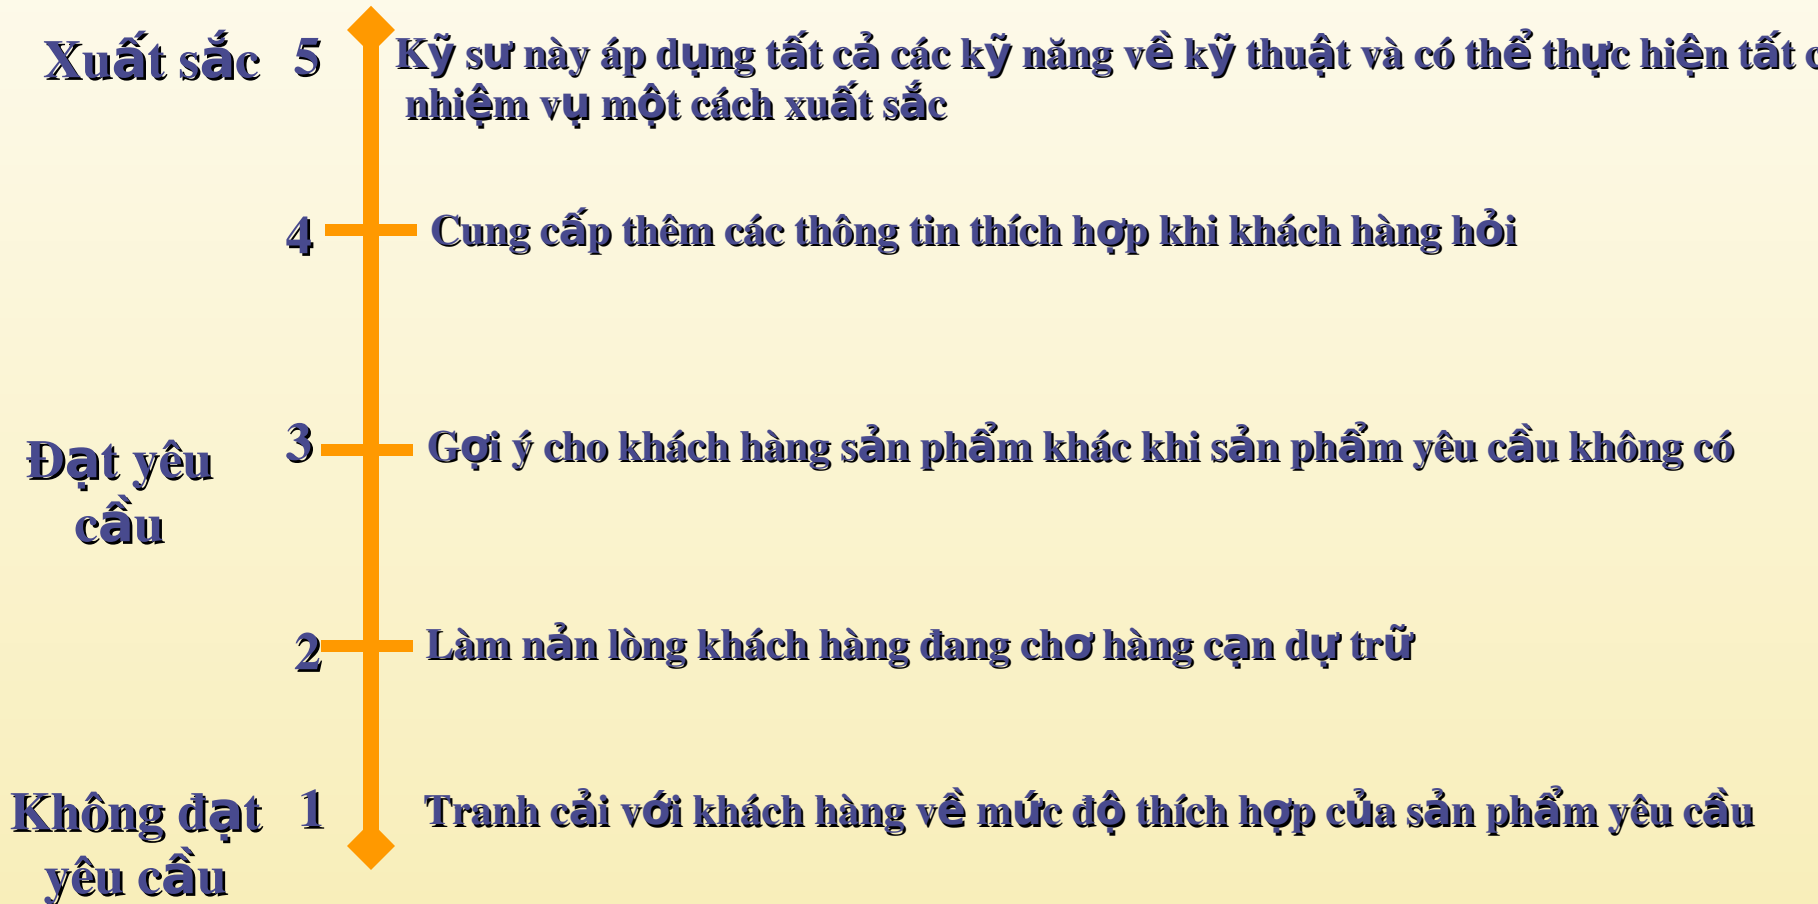 Xuất sắc 5 Kỹ sư này áp dụng tất cả các kỹ năng về kỹ thuật và có thể thực hiện tất
nhiệm vụ một cách xuất sắc
4 Cung cấp thêm các thông tin thích hợp khi khách hàng hỏi
3 Gợi ý cho khách hàng sản phẩm khác khi sản phẩm yêu cầu không có
Đạt yêu
cầu
2 Làm nản lòng khách hàng đang chơ hàng cạn dự trữ
Không đạt 1 Tranh cải với khách hàng về mức độ thích hợp của sản phẩm yêu cầu
yêu cầu